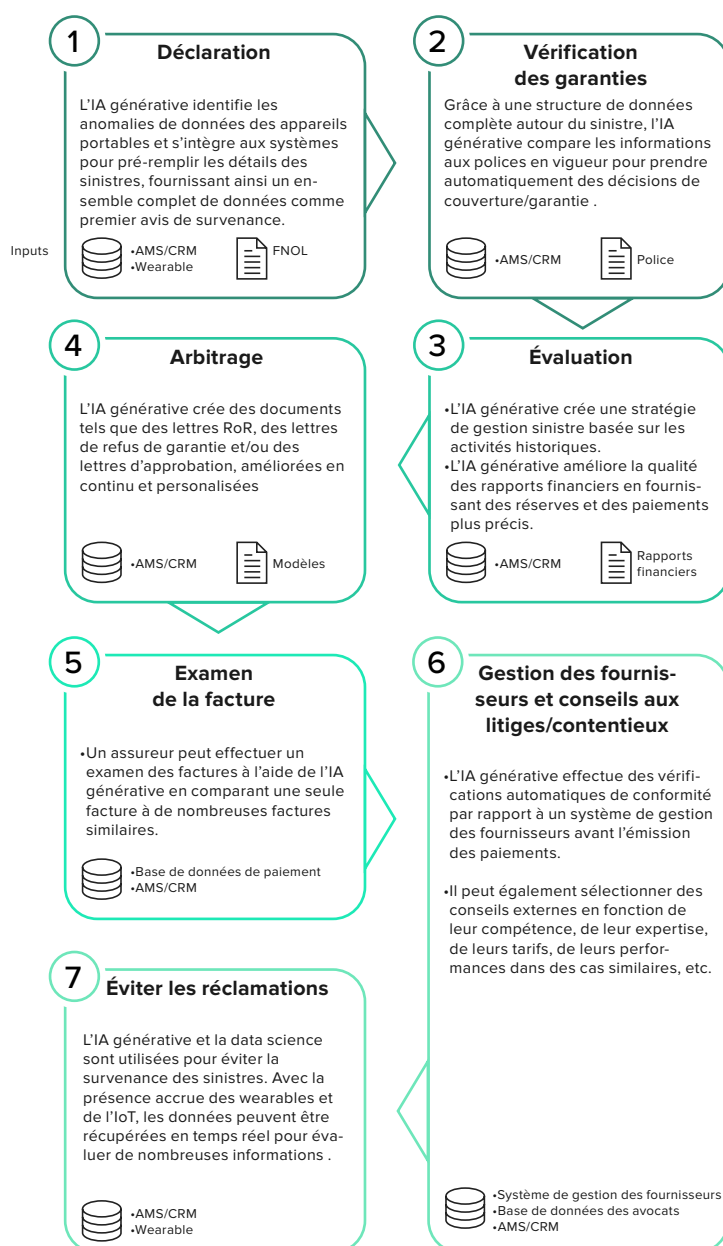 1
Déclaration
L'IA générative identifie les
anomalies de données des appareils
portables et s'intègre aux systèmes
pour pré-remplir les détails des
sinistres, fournissant ainsi un en-
semble complet de données comme
premier avis de survenance.
Inputs
•AMS/CRM
•Wearable
FNOL
2
Vérification
des garanties
Grâce à une structure de données
complète autour du sinistre, l'IA
générative compare les informations
aux polices en vigueur pour prendre
automatiquement des décisions de
couverture/garantie .
•AMS/CRM
Police
3
Évaluation
•L'IA générative crée une stratégie
de gestion sinistre basée sur les
activités historiques.
•L'IA générative améliore la qualité
des rapports financiers en fournis-
sant des réserves et des paiements
plus précis.
•AMS/CRM
Rapports
financiers
4
Arbitrage
L'IA générative crée des documents
tels que des lettres RoR, des lettres
de refus de garantie et/ou des
lettres d'approbation, améliorées en
continu et personalisées
•AMS/CRM
Modèles
5
Examen
de la facture
•Un assureur peut effectuer un
examen des factures à l'aide de l'IA
générative en comparant une seule
facture à de nombreuses factures
similaires.
•Base de données de paiement
•AMS/CRM
6
Gestion des fournis-
seurs et conseils aux
litiges/contentieux
•L'IA générative effectue des vérifi-
cations automatiques de conformité
par rapport à un système de gestion
des fournisseurs avant l'émission
des paiements.
•Il peut également sélectionner des
conseils externes en fonction de
leur compétence, de leur expertise,
de leurs tarifs, de leurs perfor-
mances dans des cas similaires, etc.
•Système de gestion des fournisseurs
•Base de données des avocats
•AMS/CRM
7
Éviter les réclamations
L'IA générative et la data science
sont utilisées pour éviter la
survenance des sinistres. Avec la
présence accrue des wearables et
de l'IoT, les données peuvent être
récupérées en temps réel pour éva-
luer de nombreuses informations .
•AMS/CRM
•Wearable